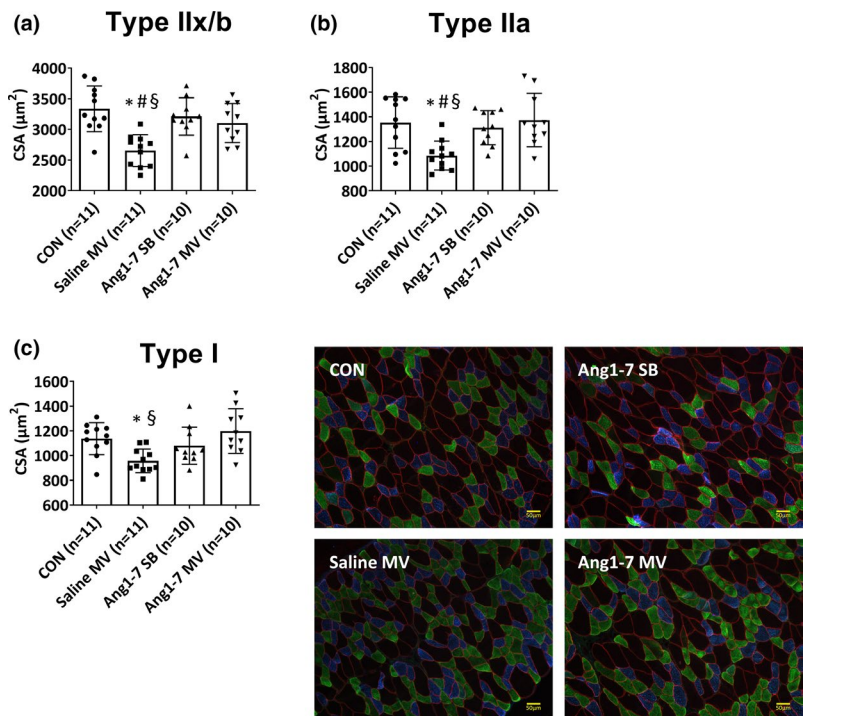 (a) Type IIx/b
CSA (µm²)
4000
3500
3000
2500
2000
* # §
CON (n=11)
Saline MV (n=11)
Ang1-7 SB (n=10)
Ang1-7 MV (n=10)
(b) Type IIa
CSA (µm²)
1800
1600
1400
1200
1000
800
* # §
CON (n=11)
Saline MV (n=11)
Ang1-7 SB (n=10)
Ang1-7 MV (n=10)
(c) Type I
CSA (µm²)
1600
1400
1200
1000
800
600
* §
CON (n=11)
Saline MV (n=11)
Ang1-7 SB (n=10)
Ang1-7 MV (n=10)
CON
50µm
Ang1-7 SB
50µm
Saline MV
50µm
Ang1-7 MV
50µm